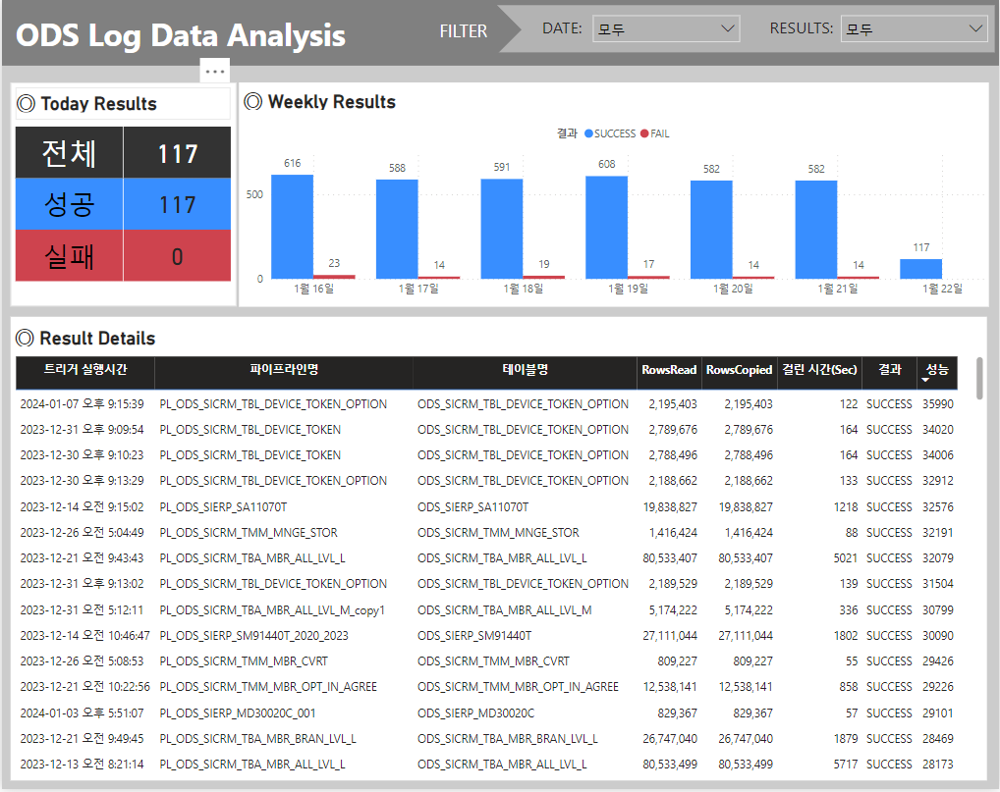 ODS Log Data Analysis
FILTER
DATE: 모두
RESULTS: 모두
◎ Today Results
전체 117
성공 117
실패 0
◎ Weekly Results
결과 SUCCESS FAIL
616 588 591 608 582 582 117
500
23 14 19 17 14 14
0
1월 16일 1월 17일 1월 18일 1월 19일 1월 20일 1월 21일 1월 22일
◎ Result Details
트리거 실행시간 파이프라인명 테이블명 RowsRead RowsCopied 걸린 시간(Sec) 결과 성능
2024-01-07 오후 9:15:39 PL_ODS_SICRM_TBL_DEVICE_TOKEN_OPTION ODS_SICRM_TBL_DEVICE_TOKEN_OPTION 2,195,403 2,195,403 122 SUCCESS 35990
2023-12-31 오후 9:09:54 PL_ODS_SICRM_TBL_DEVICE_TOKEN ODS_SICRM_TBL_DEVICE_TOKEN_OPTION 2,789,676 2,789,676 164 SUCCESS 34020
2023-12-30 오후 9:10:23 PL_ODS_SICRM_TBL_DEVICE_TOKEN ODS_SICRM_TBL_DEVICE_TOKEN_OPTION 2,788,496 2,788,496 164 SUCCESS 34006
2023-12-30 오후 9:13:29 PL_ODS_SICRM_TBL_DEVICE_TOKEN_OPTION ODS_SICRM_TBL_DEVICE_TOKEN_OPTION 2,188,662 2,188,662 133 SUCCESS 32912
2023-12-14 오전 9:15:02 PL_ODS_SIERP_SA11070T ODS_SIERP_SA11070T 19,838,827 19,838,827 1218 SUCCESS 32576
2023-12-26 오전 5:04:49 PL_ODS_SICRM_TMM_MNGE_STOR ODS_SICRM_TMM_MNGE_STOR 1,416,424 1,416,424 88 SUCCESS 32191
2023-12-21 오전 9:43:43 PL_ODS_SICRM_TBA_MBR_ALL_LVL_L ODS_SICRM_TBA_MBR_ALL_LVL_L 80,533,407 80,533,407 5021 SUCCESS 32079
2023-12-31 오후 9:13:02 PL_ODS_SICRM_TBL_DEVICE_TOKEN_OPTION ODS_SICRM_TBL_DEVICE_TOKEN_OPTION 2,189,529 2,189,529 139 SUCCESS 31504
2023-12-31 오후 5:12:11 PL_ODS_SICRM_TBA_MBR_ALL_LVL_M_copy1 ODS_SICRM_TBA_MBR_ALL_LVL_M 5,174,222 5,174,222 336 SUCCESS 30799
2023-12-14 오전 10:46:47 PL_ODS_SIERP_SM91440T_2020_2023 ODS_SIERP_SM91440T 27,111,044 27,111,044 1802 SUCCESS 30090
2023-12-26 오전 5:08:53 PL_ODS_SICRM_TMM_MBR_CVRT ODS_SICRM_TMM_MBR_CVRT 809,227 809,227 55 SUCCESS 29426
2023-12-21 오전 10:22:56 PL_ODS_SICRM_TMM_MBR_OPT_IN_AGREE ODS_SICRM_TMM_MBR_OPT_IN_AGREE 12,538,141 12,538,141 858 SUCCESS 29226
2024-01-03 오후 5:51:07 PL_ODS_SIERP_MD30020C_001 ODS_SIERP_MD30020C 829,367 829,367 57 SUCCESS 29101
2023-12-21 오전 9:49:45 PL_ODS_SICRM_TBA_MBR_BRAN_LVL_L ODS_SICRM_TBA_MBR_BRAN_LVL_L 26,747,040 26,747,040 1879 SUCCESS 28469
2023-12-13 오전 8:21:14 PL_ODS_SICRM_TBA_MBR_ALL_LVL_L ODS_SICRM_TBA_MBR_ALL_LVL_L 80,533,499 80,533,499 5717 SUCCESS 28173